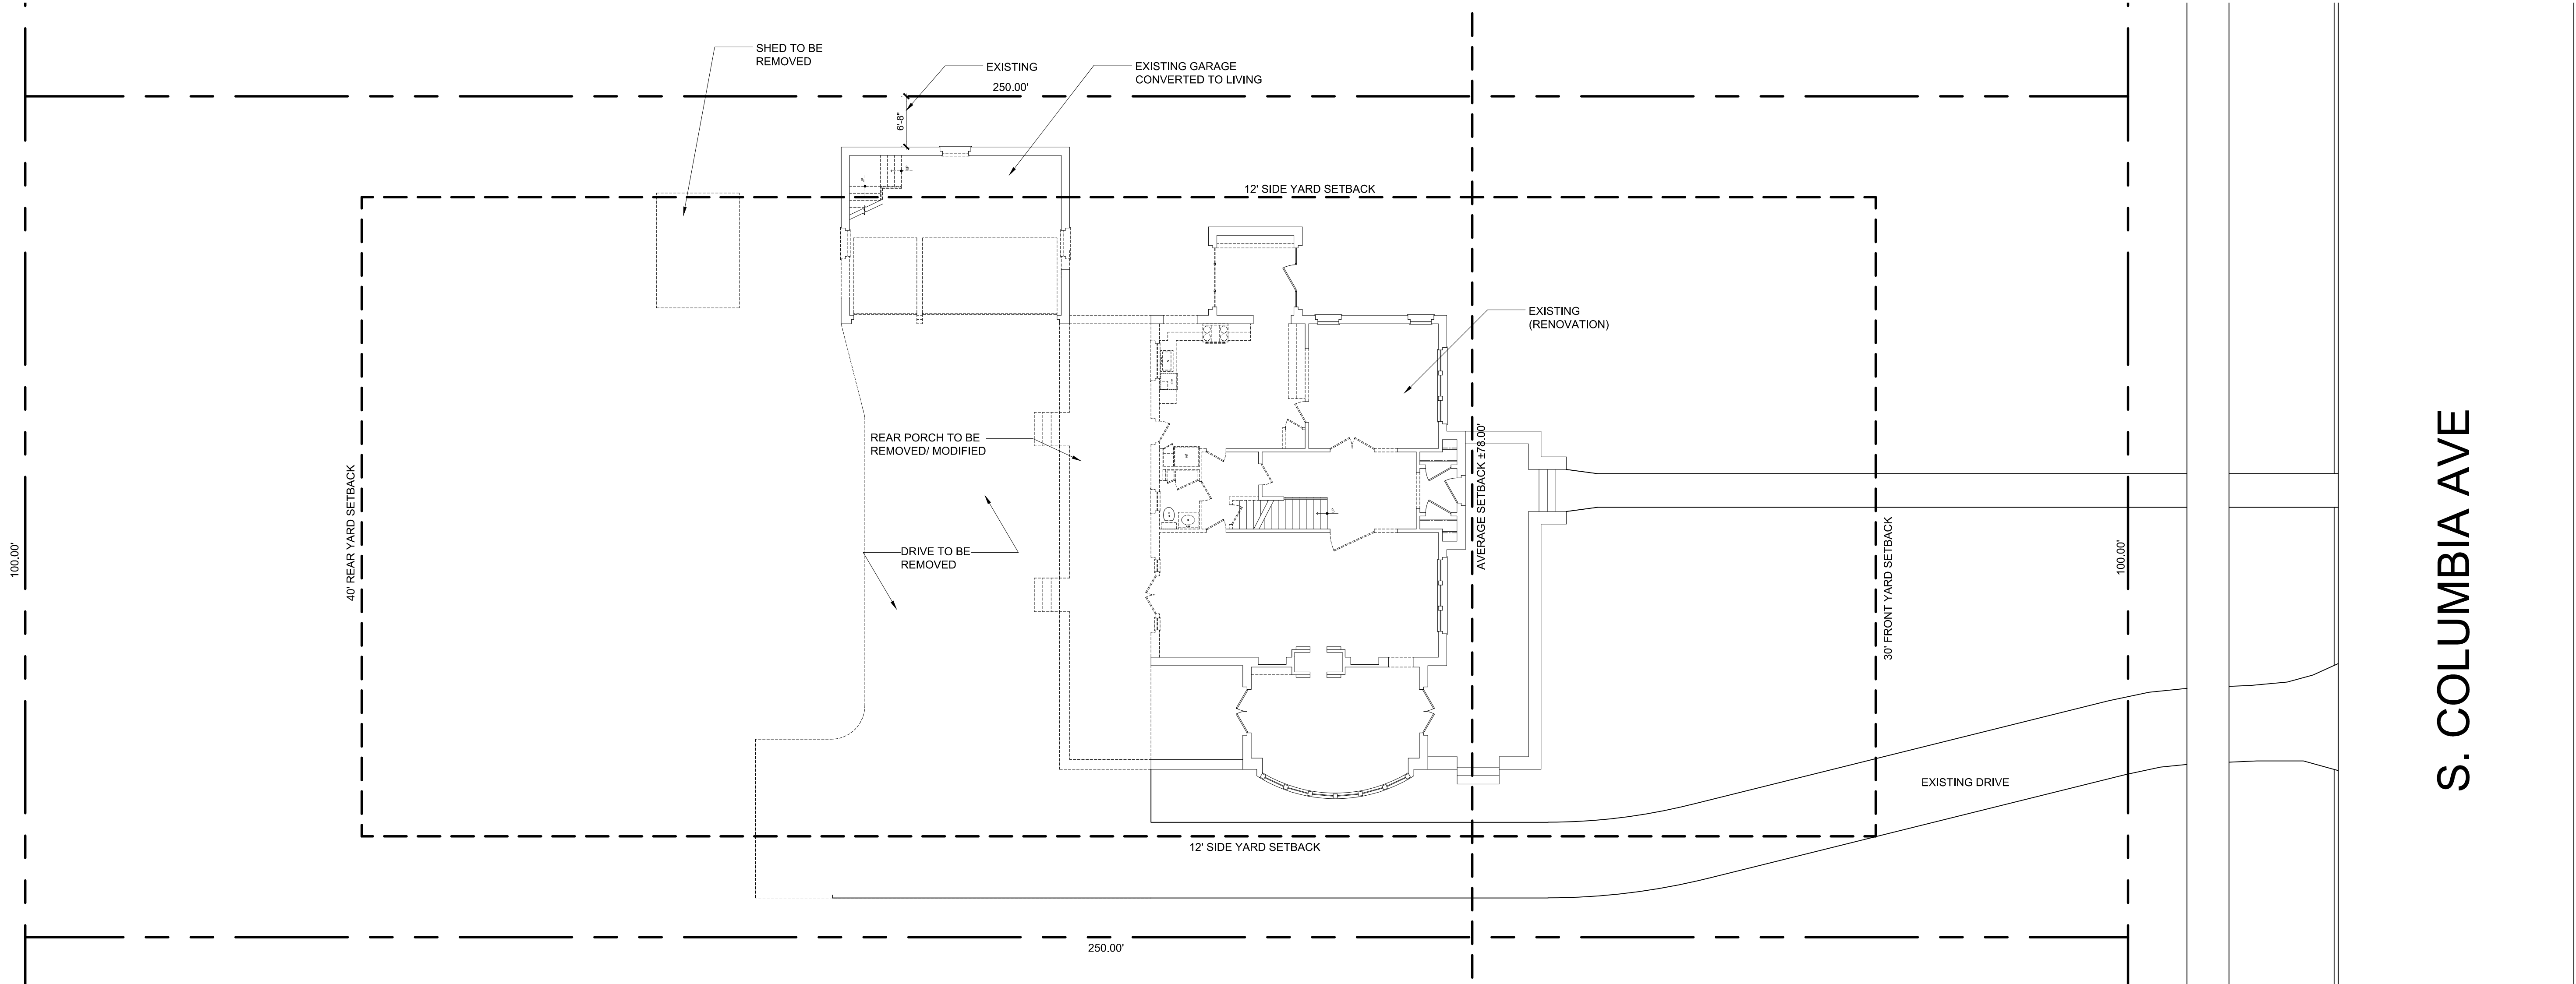 SHED TO BE
REMOVED
EXISTING
250.00'
EXISTING GARAGE
CONVERTED TO LIVING
6'-8"
12' SIDE YARD SETBACK
EXISTING
(RENOVATION)
REAR PORCH TO BE
REMOVED/ MODIFIED
AVERAGE SETBACK ±78.00'
40' REAR YARD SETBACK
100.00'
DRIVE TO BE
REMOVED
30' FRONT YARD SETBACK
100.00'
S. COLUMBIA AVE
EXISTING DRIVE
12' SIDE YARD SETBACK
250.00'